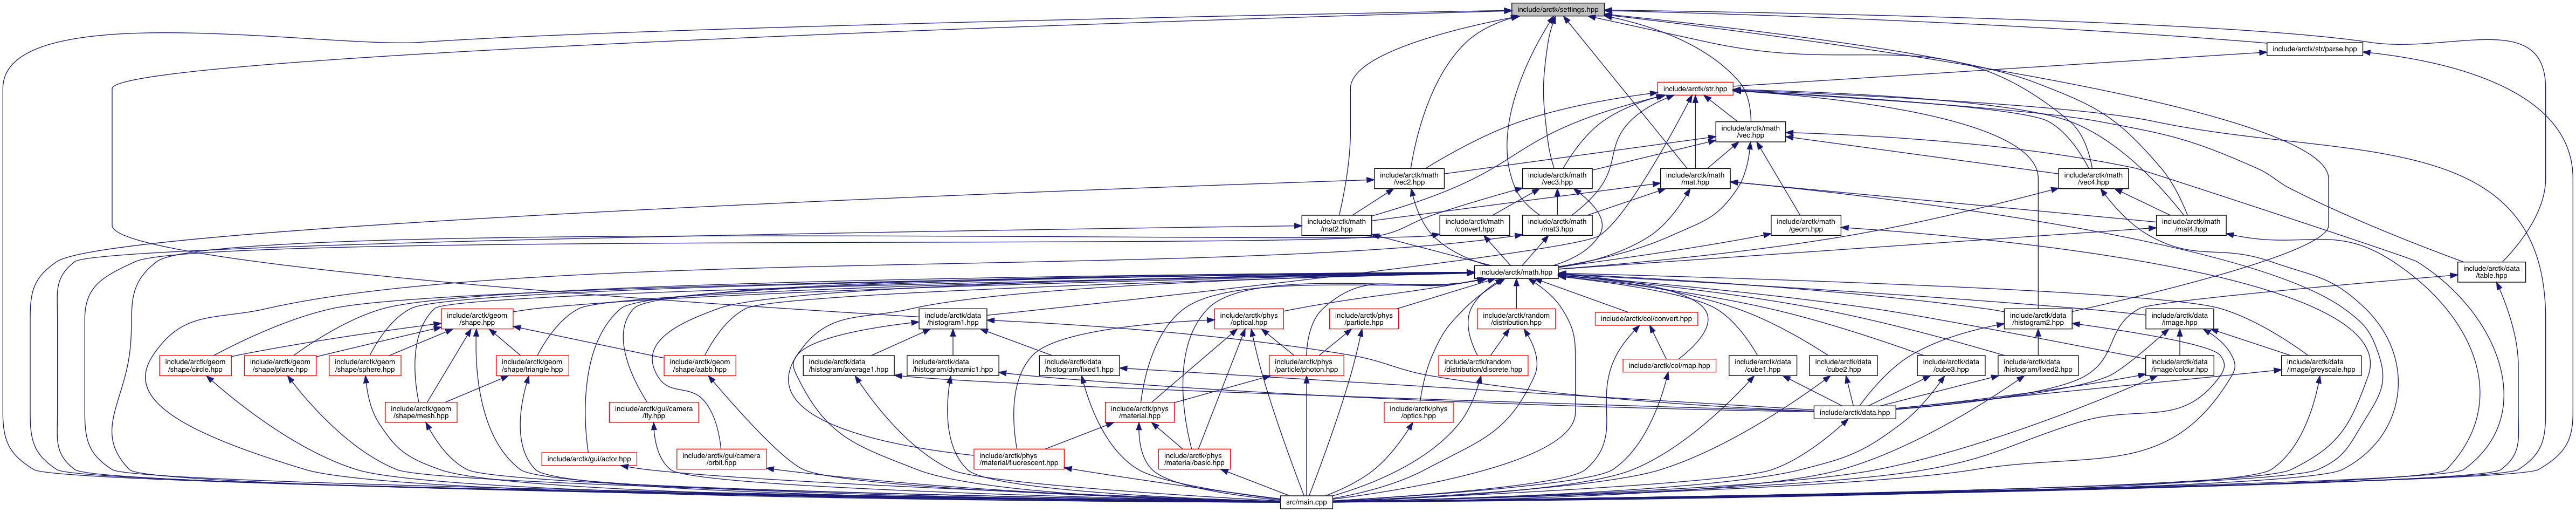 include/arctk/settings.hpp
include/arctk/str/parse.hpp
include/arctk/str.hpp
include/arctk/math
/vec.hpp
include/arctk/math
/vec2.hpp
include/arctk/math
/vec3.hpp
include/arctk/math
/mat.hpp
include/arctk/math
/vec4.hpp
include/arctk/math
/mat2.hpp
include/arctk/math
/convert.hpp
include/arctk/math
/mat3.hpp
include/arctk/math
/geom.hpp
include/arctk/math
/mat4.hpp
include/arctk/math.hpp
include/arctk/data
/table.hpp
include/arctk/geom
/shape.hpp
include/arctk/data
/histogram1.hpp
include/arctk/phys
/optical.hpp
include/arctk/phys
/particle.hpp
include/arctk/random
/distribution.hpp
include/arctk/col/convert.hpp
include/arctk/data
/histogram2.hpp
include/arctk/data
/image.hpp
include/arctk/geom
/shape/circle.hpp
include/arctk/geom
/shape/plane.hpp
include/arctk/geom
/shape/sphere.hpp
include/arctk/geom
/shape/triangle.hpp
include/arctk/geom
/shape/aabb.hpp
include/arctk/data
/histogram/average1.hpp
include/arctk/data
/histogram/dynamic1.hpp
include/arctk/data
/histogram/fixed1.hpp
include/arctk/phys
/particle/photon.hpp
include/arctk/random
/distribution/discrete.hpp
include/arctk/col/map.hpp
include/arctk/data
/cube1.hpp
include/arctk/data
/cube2.hpp
include/arctk/data
/cube3.hpp
include/arctk/data
/histogram/fixed2.hpp
include/arctk/data
/image/colour.hpp
include/arctk/data
/image/greyscale.hpp
include/arctk/geom
/shape/mesh.hpp
include/arctk/gui/camera
/fly.hpp
include/arctk/phys
/material.hpp
include/arctk/phys
/optics.hpp
include/arctk/data.hpp
include/arctk/gui/actor.hpp
include/arctk/gui/camera
/orbit.hpp
include/arctk/phys
/material/fluorescent.hpp
include/arctk/phys
/material/basic.hpp
src/main.cpp